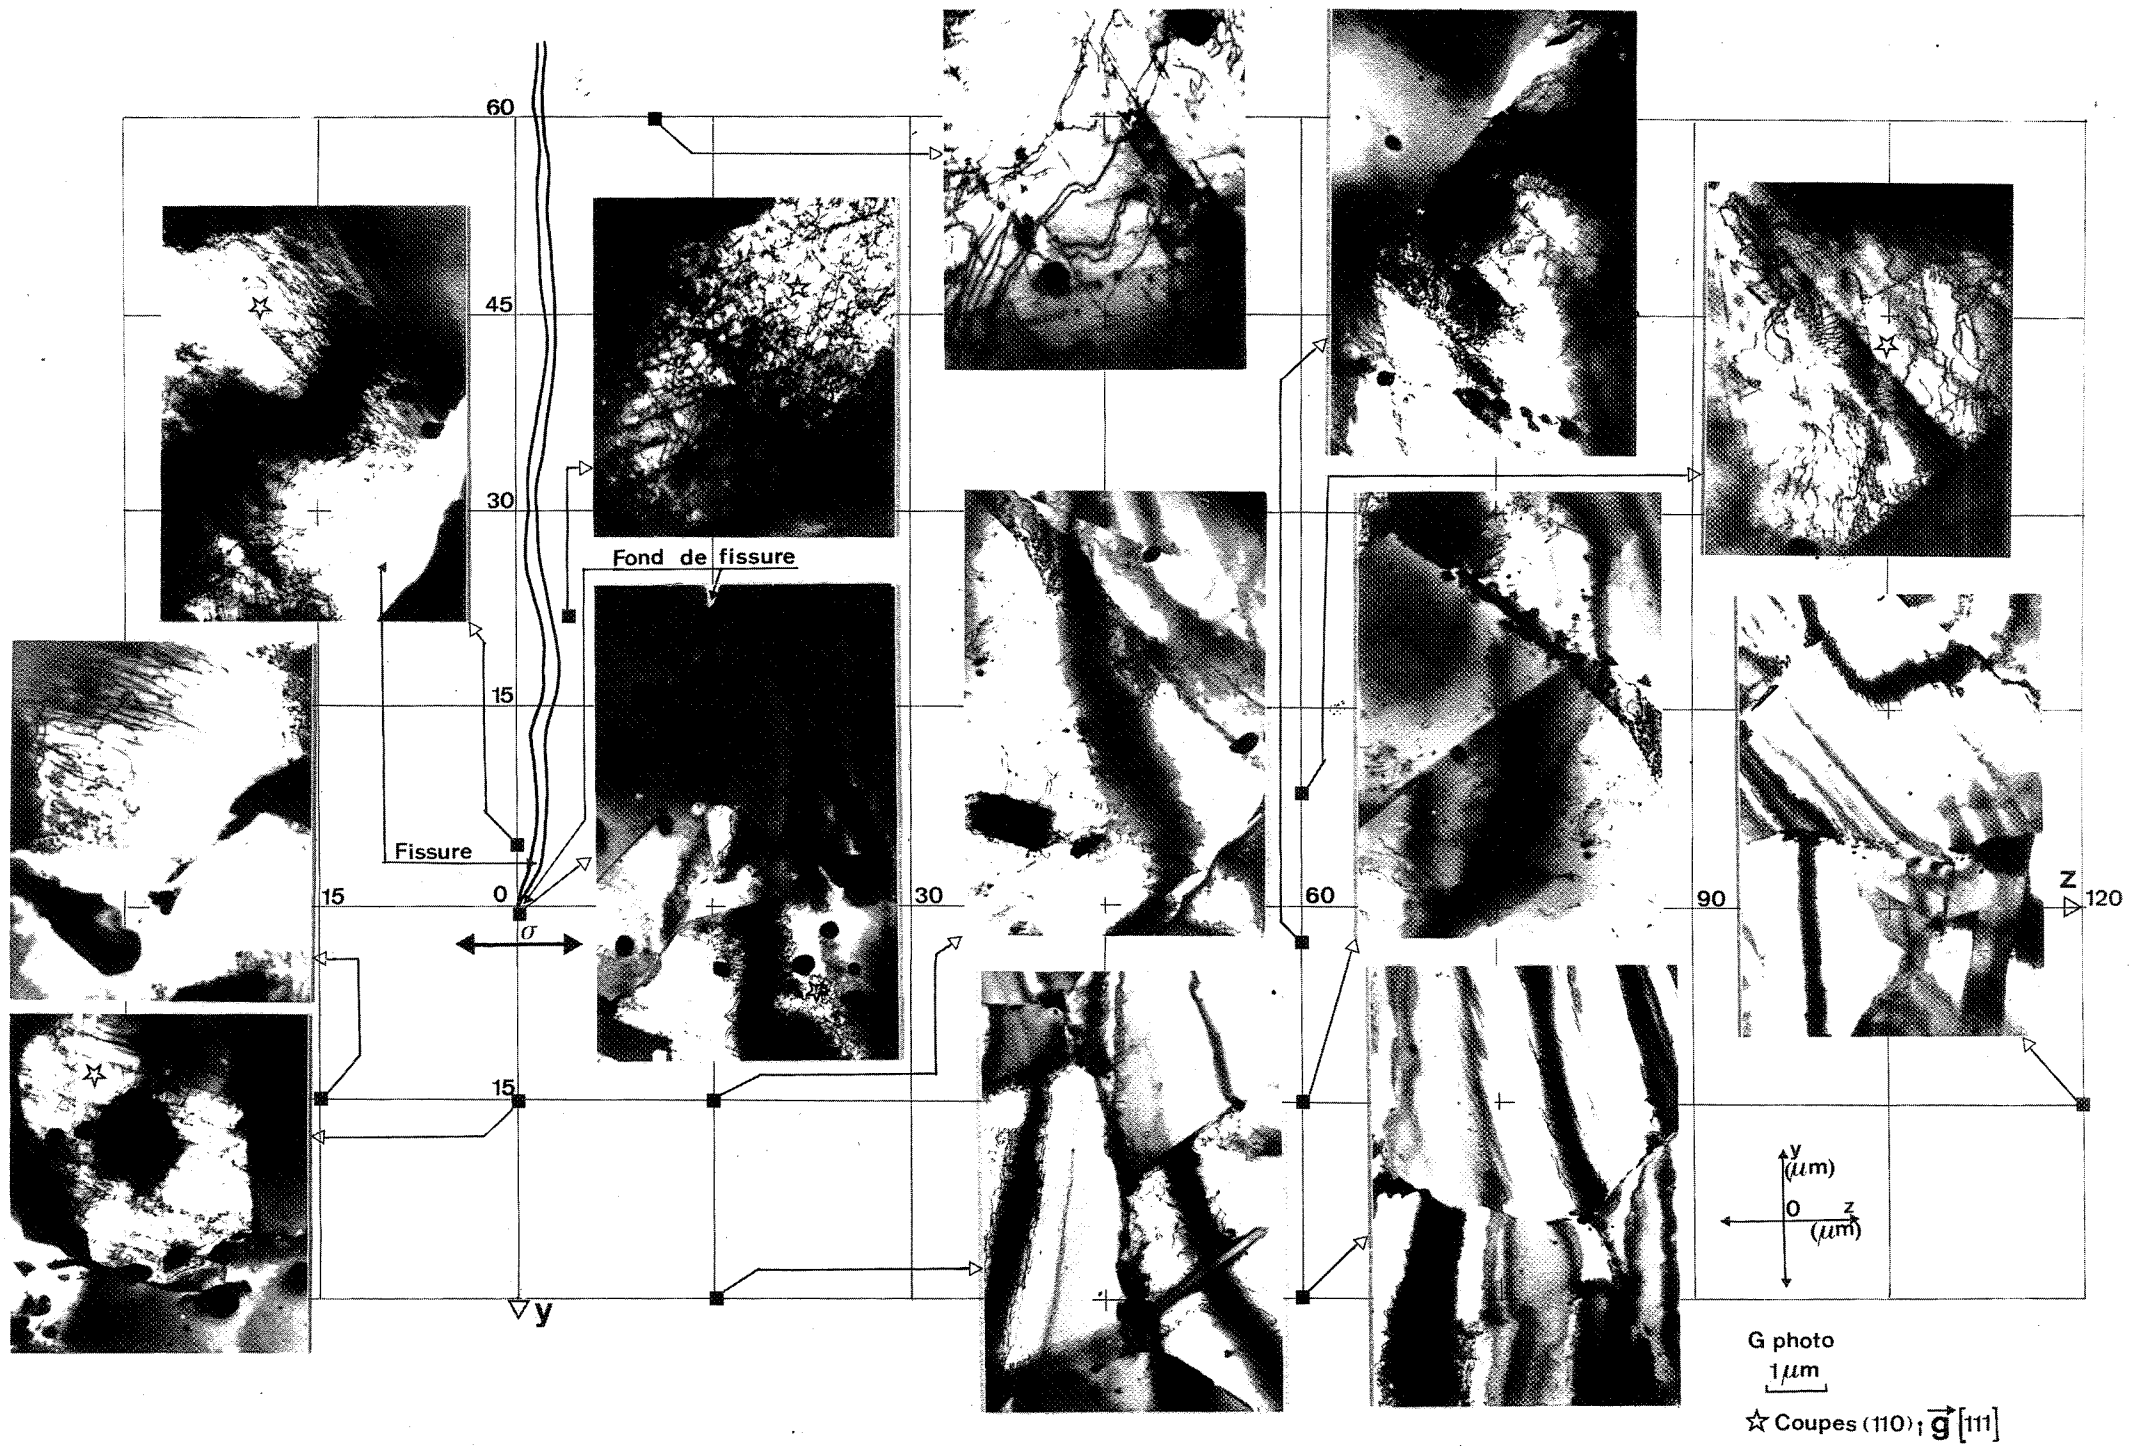 60
45
30
Fond de fissure
15
Fissure
15
0
30
60
90
Z
120
σ
15
y
(μm)
0
z
(μm)
y
G photo
1μm
☆ Coupes (110); g⃗ [111]